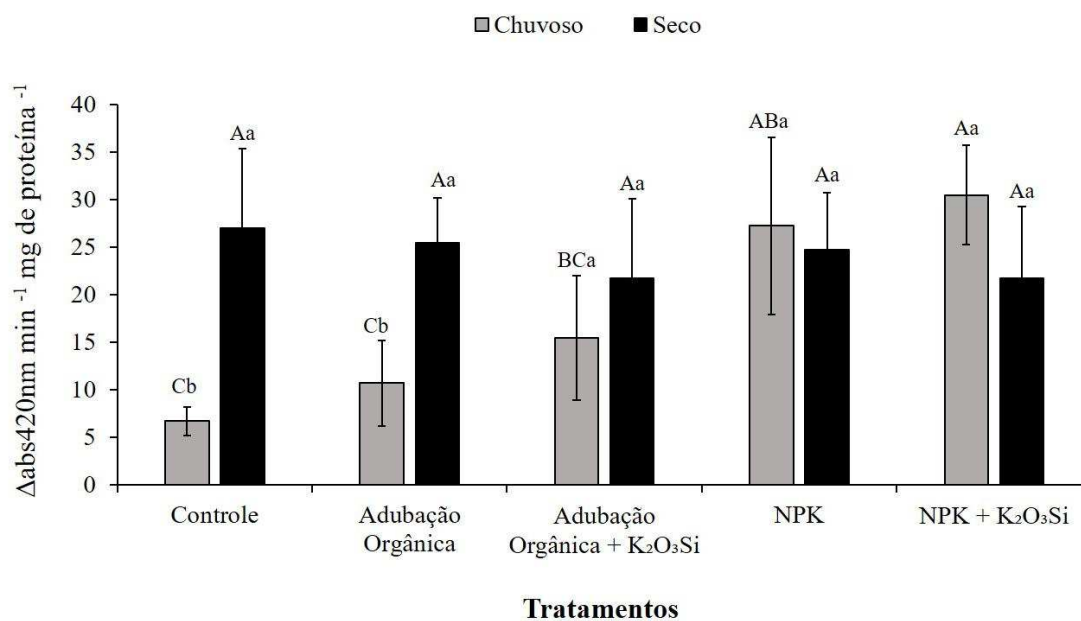 Chuvoso Seco
Δabs420nm min ⁻¹ mg de proteína ⁻¹
40
35
30
25
20
15
10
5
0
Cb Aa
Cb Aa
BCa Aa
ABa Aa
Aa Aa
Controle
Adubação
Orgânica
Adubação
Orgânica + K₂O₃Si
NPK
NPK + K₂O₃Si
Tratamentos